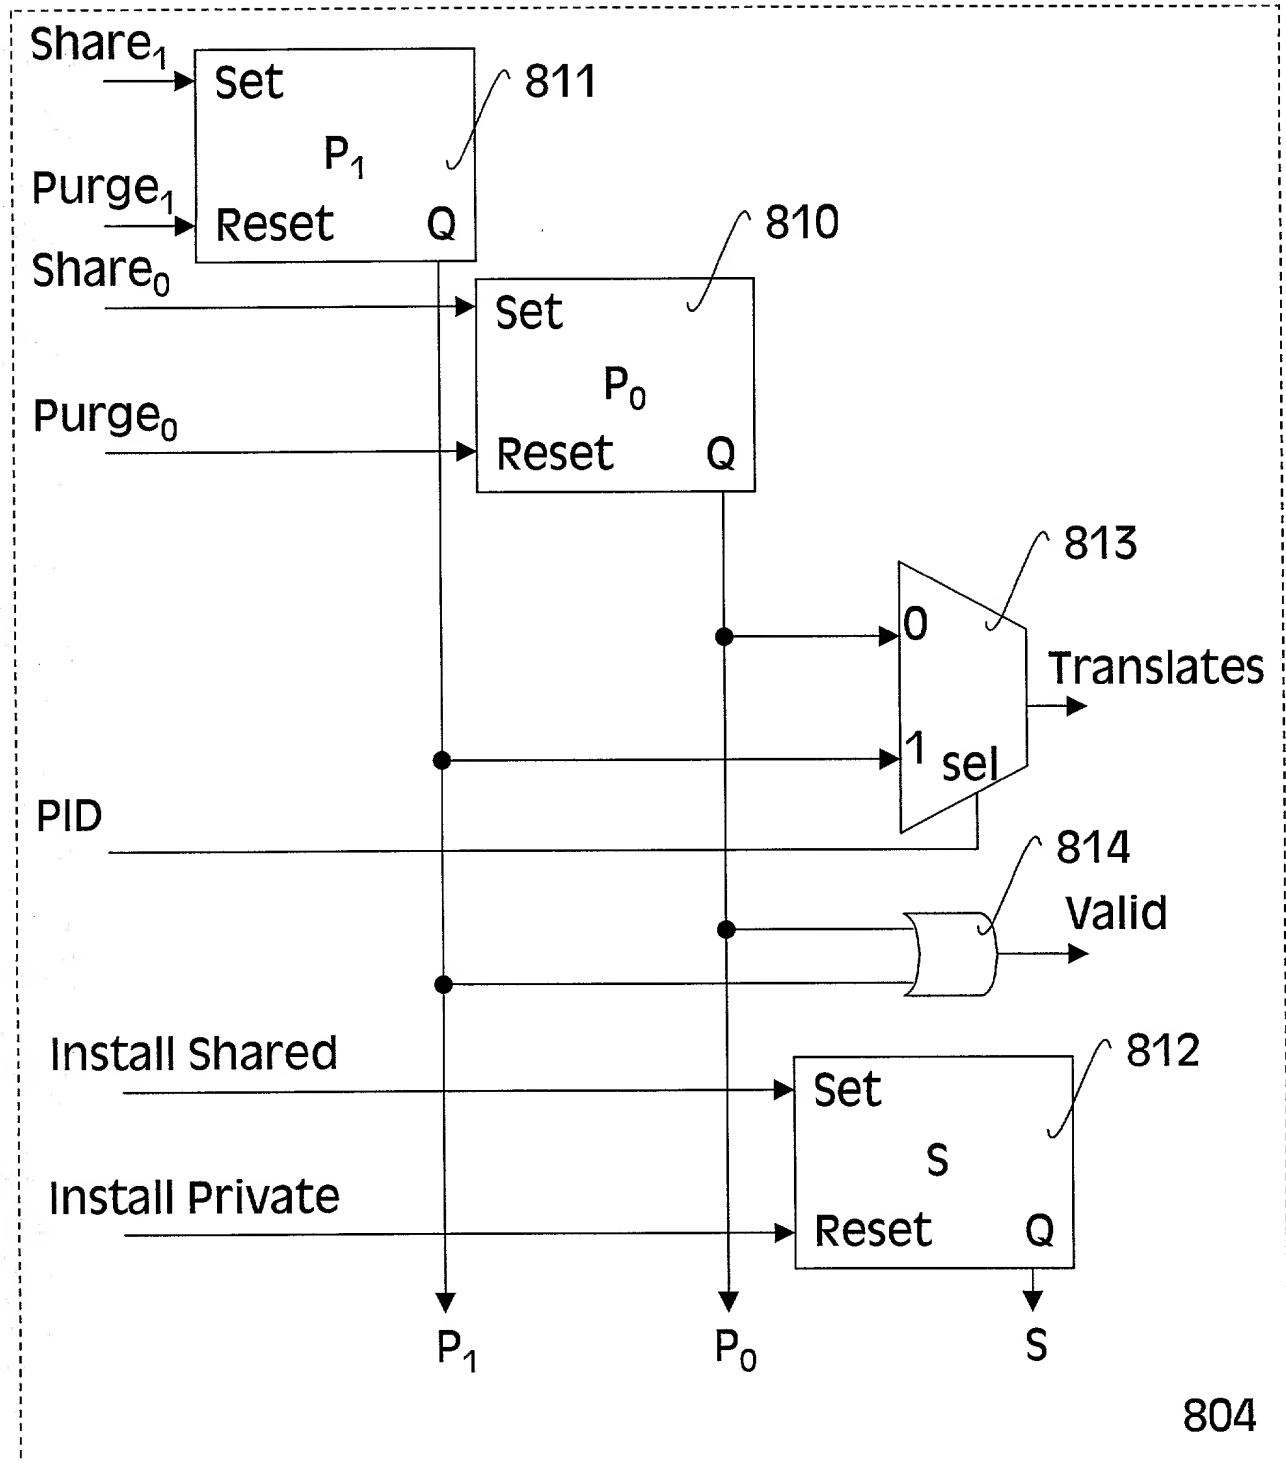 Share₁
Set
811
P₁
Purge₁
Reset Q
810
Share₀
Set
P₀
Purge₀
Reset Q
813
0
Translates
1 sel
PID
814
Valid
Install Shared
812
Set
S
Install Private
Reset Q
P₁ P₀ S
804